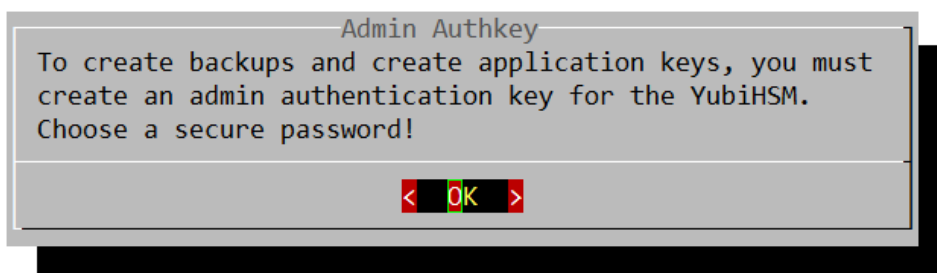 Admin Authkey
To create backups and create application keys, you must
create an admin authentication key for the YubiHSM.
Choose a secure password!
< OK >